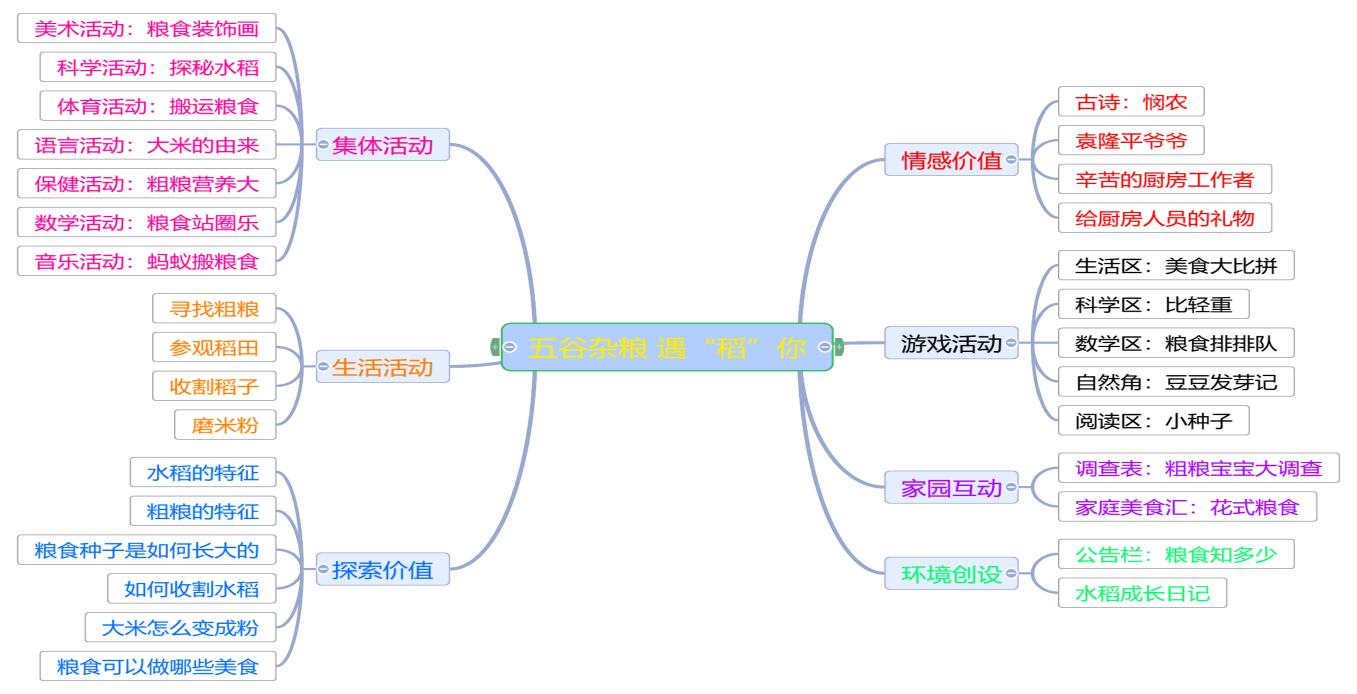 五谷杂粮 遇 “稻”你
集体活动
美术活动：粮食装饰画
科学活动：探秘水稻
体育活动：搬运粮食
语言活动：大米的由来
保健活动：粗粮营养大
数学活动：粮食站圈乐
音乐活动：蚂蚁搬粮食
生活活动
寻找粗粮
参观稻田
收割稻子
磨米粉
探索价值
水稻的特征
粗粮的特征
粮食种子是如何长大的
如何收割水稻
大米怎么变成粉
粮食可以做哪些美食
情感价值
古诗：悯农
袁隆平爷爷
辛苦的厨房工作者
给厨房人员的礼物
游戏活动
生活区：美食大比拼
科学区：比轻重
数学区：粮食排排队
自然角：豆豆发芽记
阅读区：小种子
家园互动
调查表：粗粮宝宝大调查
家庭美食汇：花式粮食
环境创设
公告栏：粮食知多少
水稻成长日记